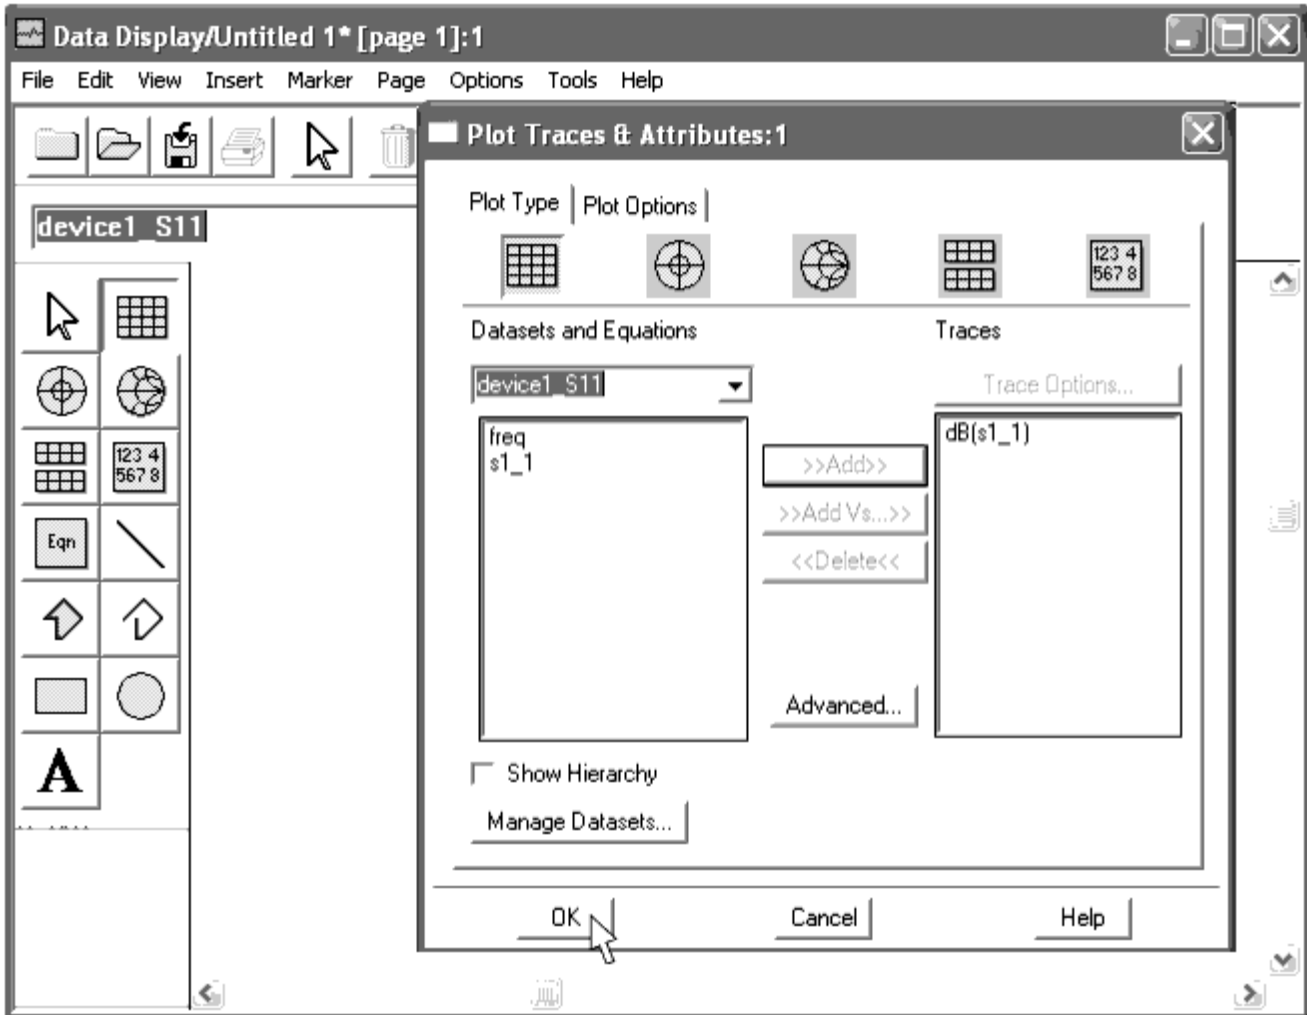 Data Display/Untitled 1* [page 1]:1
File Edit View Insert Marker Page Options Tools Help
Plot Traces & Attributes:1
device1_S11
Plot Type Plot Options
123 4
567 8
Datasets and Equations Traces
device1_S11 Trace Options...
freq
s1_1
dB(s1_1)
>>Add>>
>>Add Vs...>>
<<Delete<<
Advanced...
123 4
567 8
Eqn
A
Show Hierarchy
Manage Datasets...
OK Cancel Help